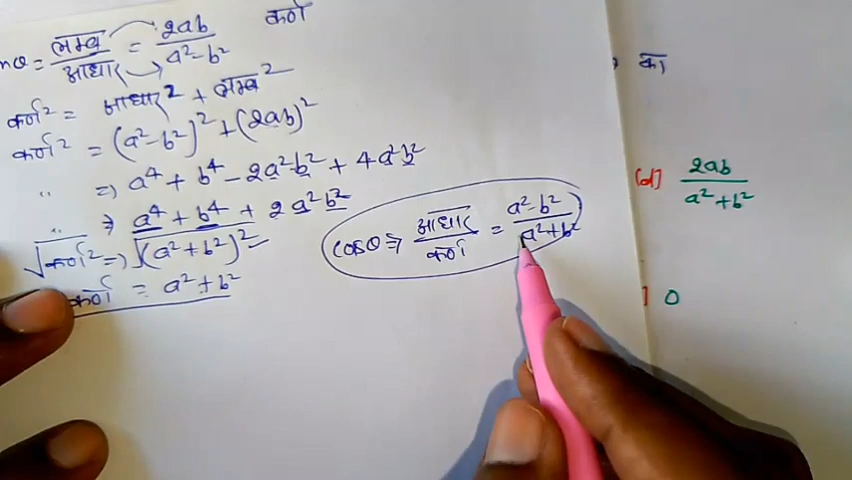 nθ = लम्ब/आधार = 2ab/a²-b² कर्ण
कर्ण² = आधार² + लम्ब²
कर्ण² = (a²-b²)² + (2ab)²
" => a⁴ + b⁴ - 2a²b² + 4a²b²
⇒ a⁴ + b⁴ + 2a²b²
√कर्ण² => √(a²+b²)²
कर्ण = a²+b²
cosθ => आधार/कर्ण = a²-b²/a²+b²
का
(d) 2ab/a²+b²
] 0